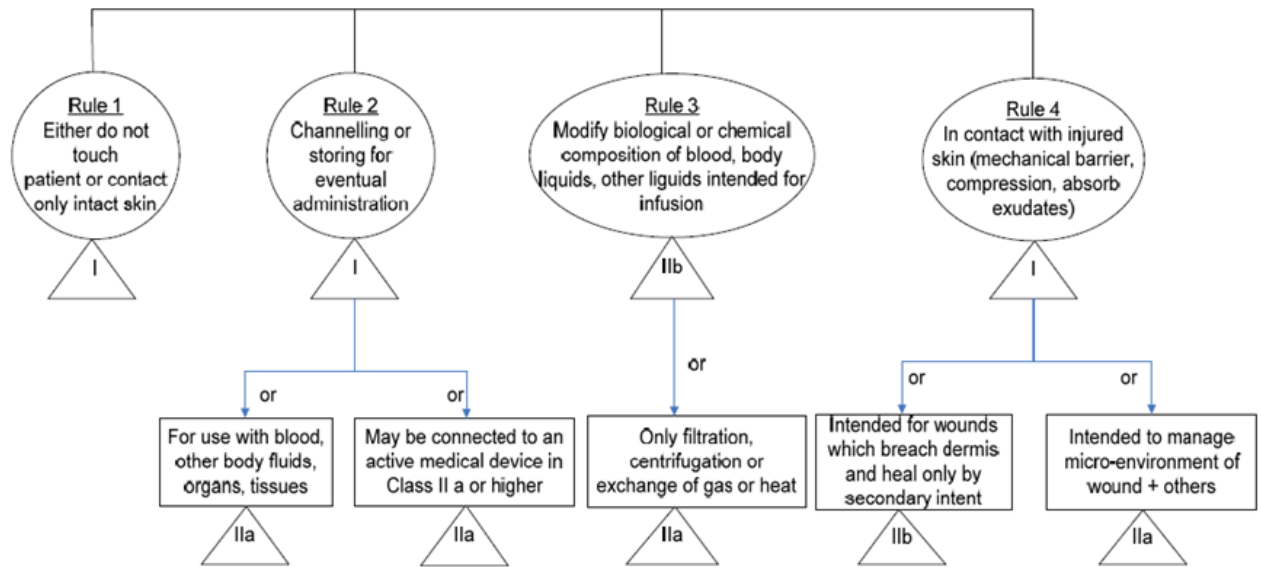 Rule 1
Either do not
touch
patient or contact
only intact skin
I
Rule 2
Channelling or
storing for
eventual
administration
I
Rule 3
Modify biological or chemical
composition of blood, body
liquids, other liguids intended for
infusion
IIb
Rule 4
In contact with injured
skin (mechanical barrier,
compression, absorb
exudates)
I
or
or
or
or
or
For use with blood,
other body fluids,
organs, tissues
IIa
May be connected to an
active medical device in
Class II a or higher
IIa
Only filtration,
centrifugation or
exchange of gas or heat
IIa
Intended for wounds
which breach dermis
and heal only by
secondary intent
IIb
Intended to manage
micro-environment of
wound + others
IIa